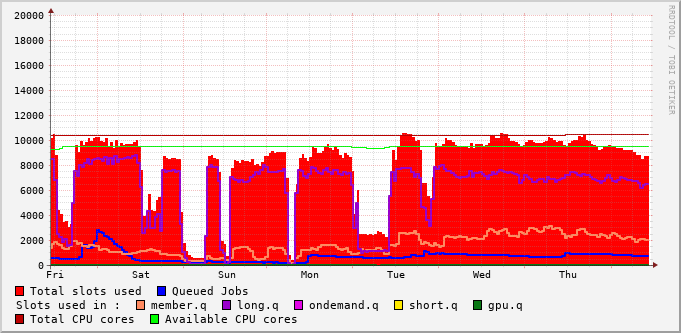 20000
18000
16000
14000
12000
10000
8000
6000
4000
2000
0
Fri Sat Sun Mon Tue Wed Thu
Total slots used Queued Jobs
Slots used in : member.q long.q ondemand.q short.q gpu.q
Total CPU cores Available CPU cores
RRDTOOL / TOBI OETIKER